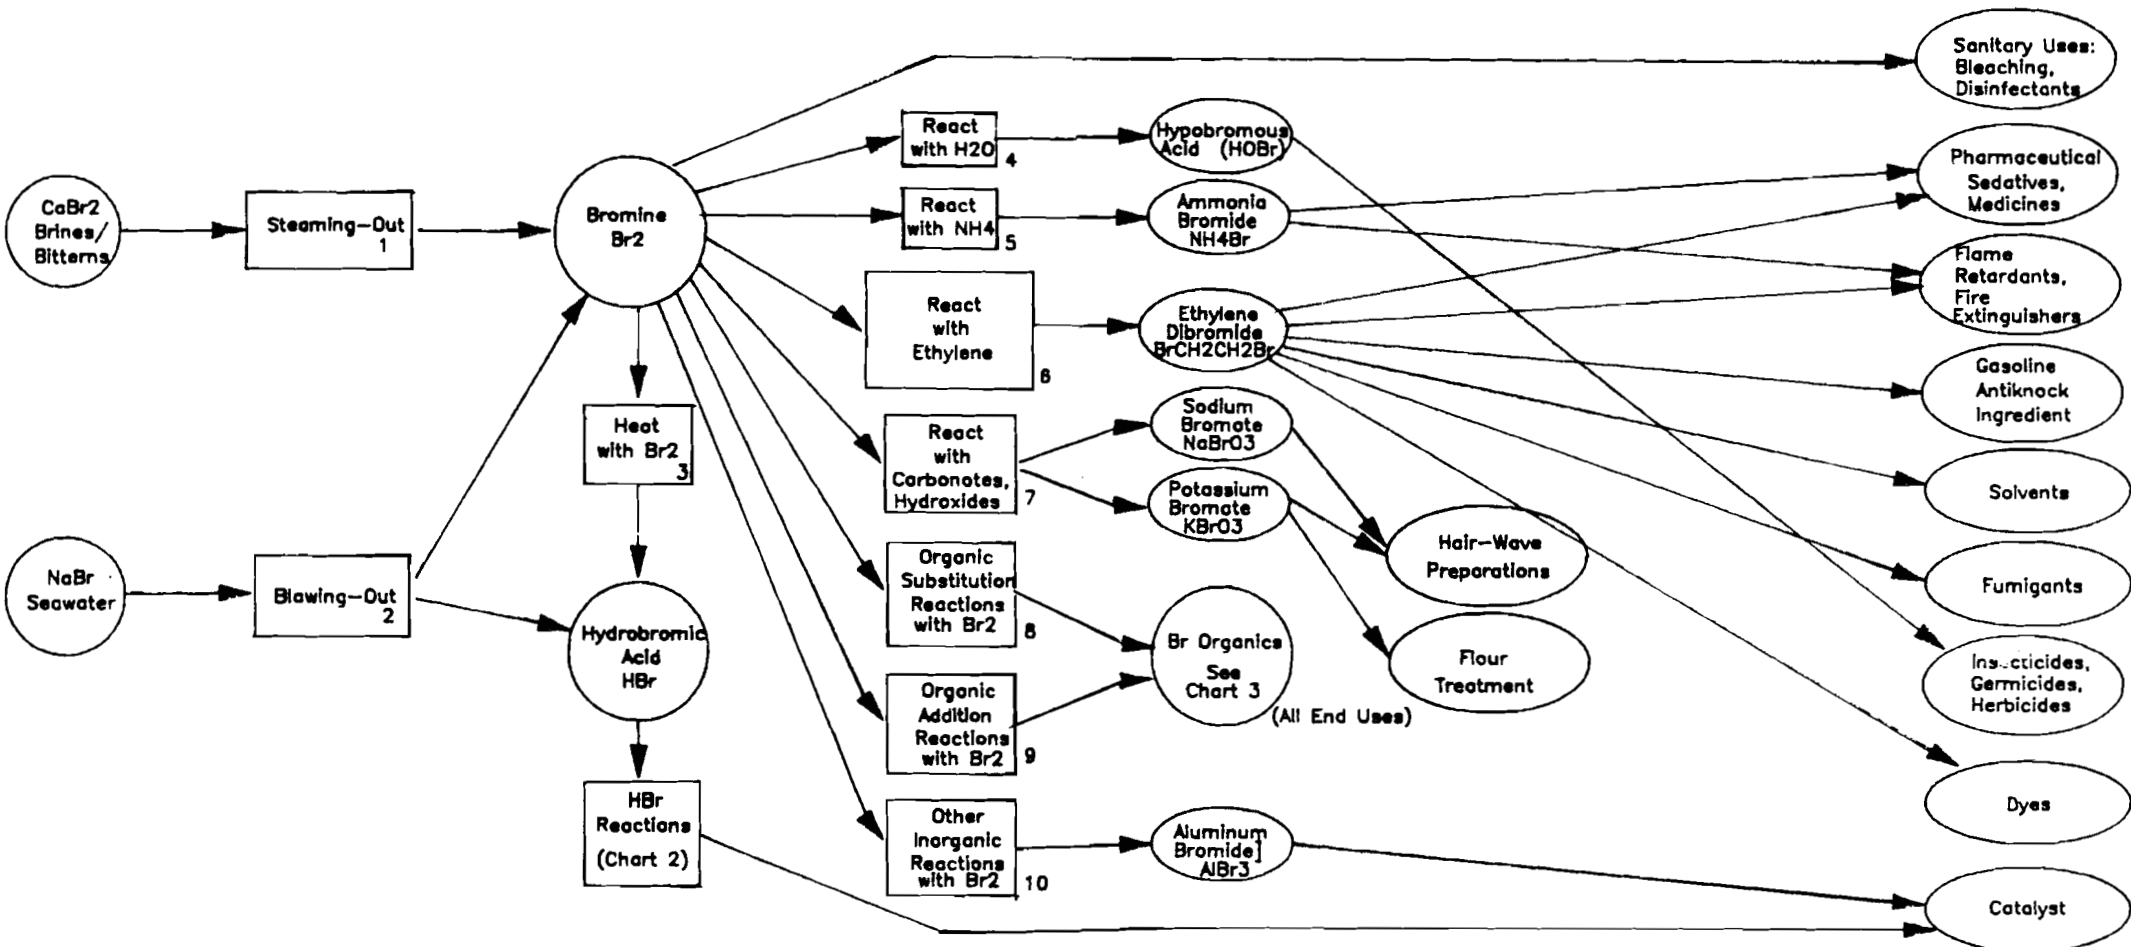 CaBr2
Brines/
Bitterns
Steaming-Out
1
NaBr
Seawater
Blawing-Out
2
Bromine
Br2
Heat
with Br2
3
Hydrobromic
Acid
HBr
HBr
Reactions
(Chart 2)
React
with H2O
4
React
with NH4
5
React
with
Ethylene
6
React
with
Carbonotes,
Hydroxides
7
Organic
Substitution
Reactions
with Br2
8
Organic
Addition
Reactions
with Br2
9
Other
Inorganic
Reactions
with Br2
10
Hypobromous
Acid (HOBr)
Ammonia
Bromide
NH4Br
Ethylene
Dibromide
BrCH2CH2Br
Sodium
Bromate
NaBrO3
Potassium
Bromate
KBrO3
Br Organics
See
Chart 3
(All End Uses)
Aluminum
Bromide]
AlBr3
Hair-Wave
Preparations
Flour
Treatment
Sanitary Uses:
Bleaching,
Disinfectants
Pharmaceutical
Sedatives,
Medicines
Flame
Retardants,
Fire
Extinguishers
Gasoline
Antiknock
Ingredient
Solvents
Fumigants
Insecticides,
Germicides,
Herbicides
Dyes
Catalyst